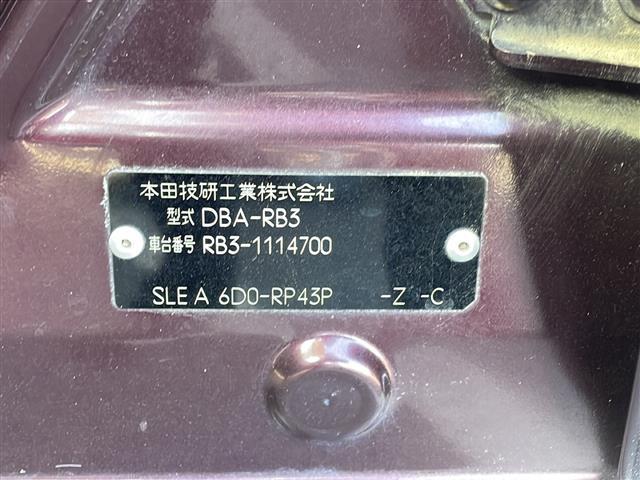 本田技研工業株式会社
型式 DBA-RB3
車台番号 RB3-1114700
SLE A 6D0-RP43P -Z -C